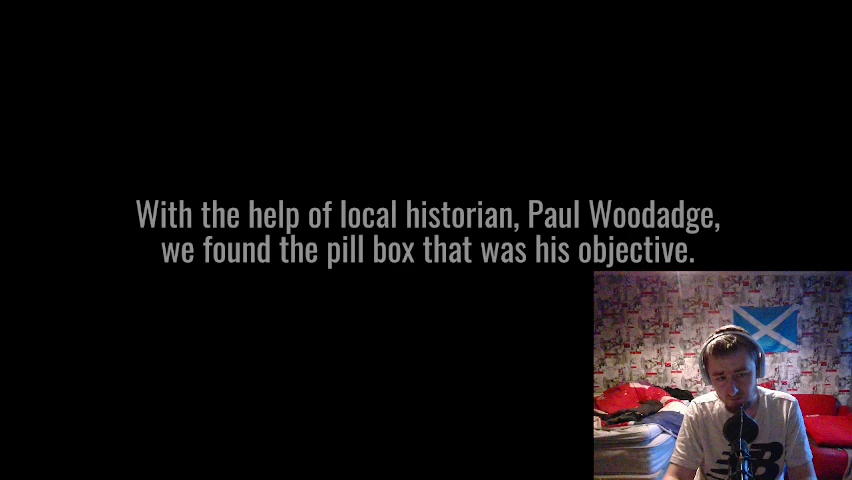 With the help of local historian, Paul Woodadge,
we found the pill box that was his objective.